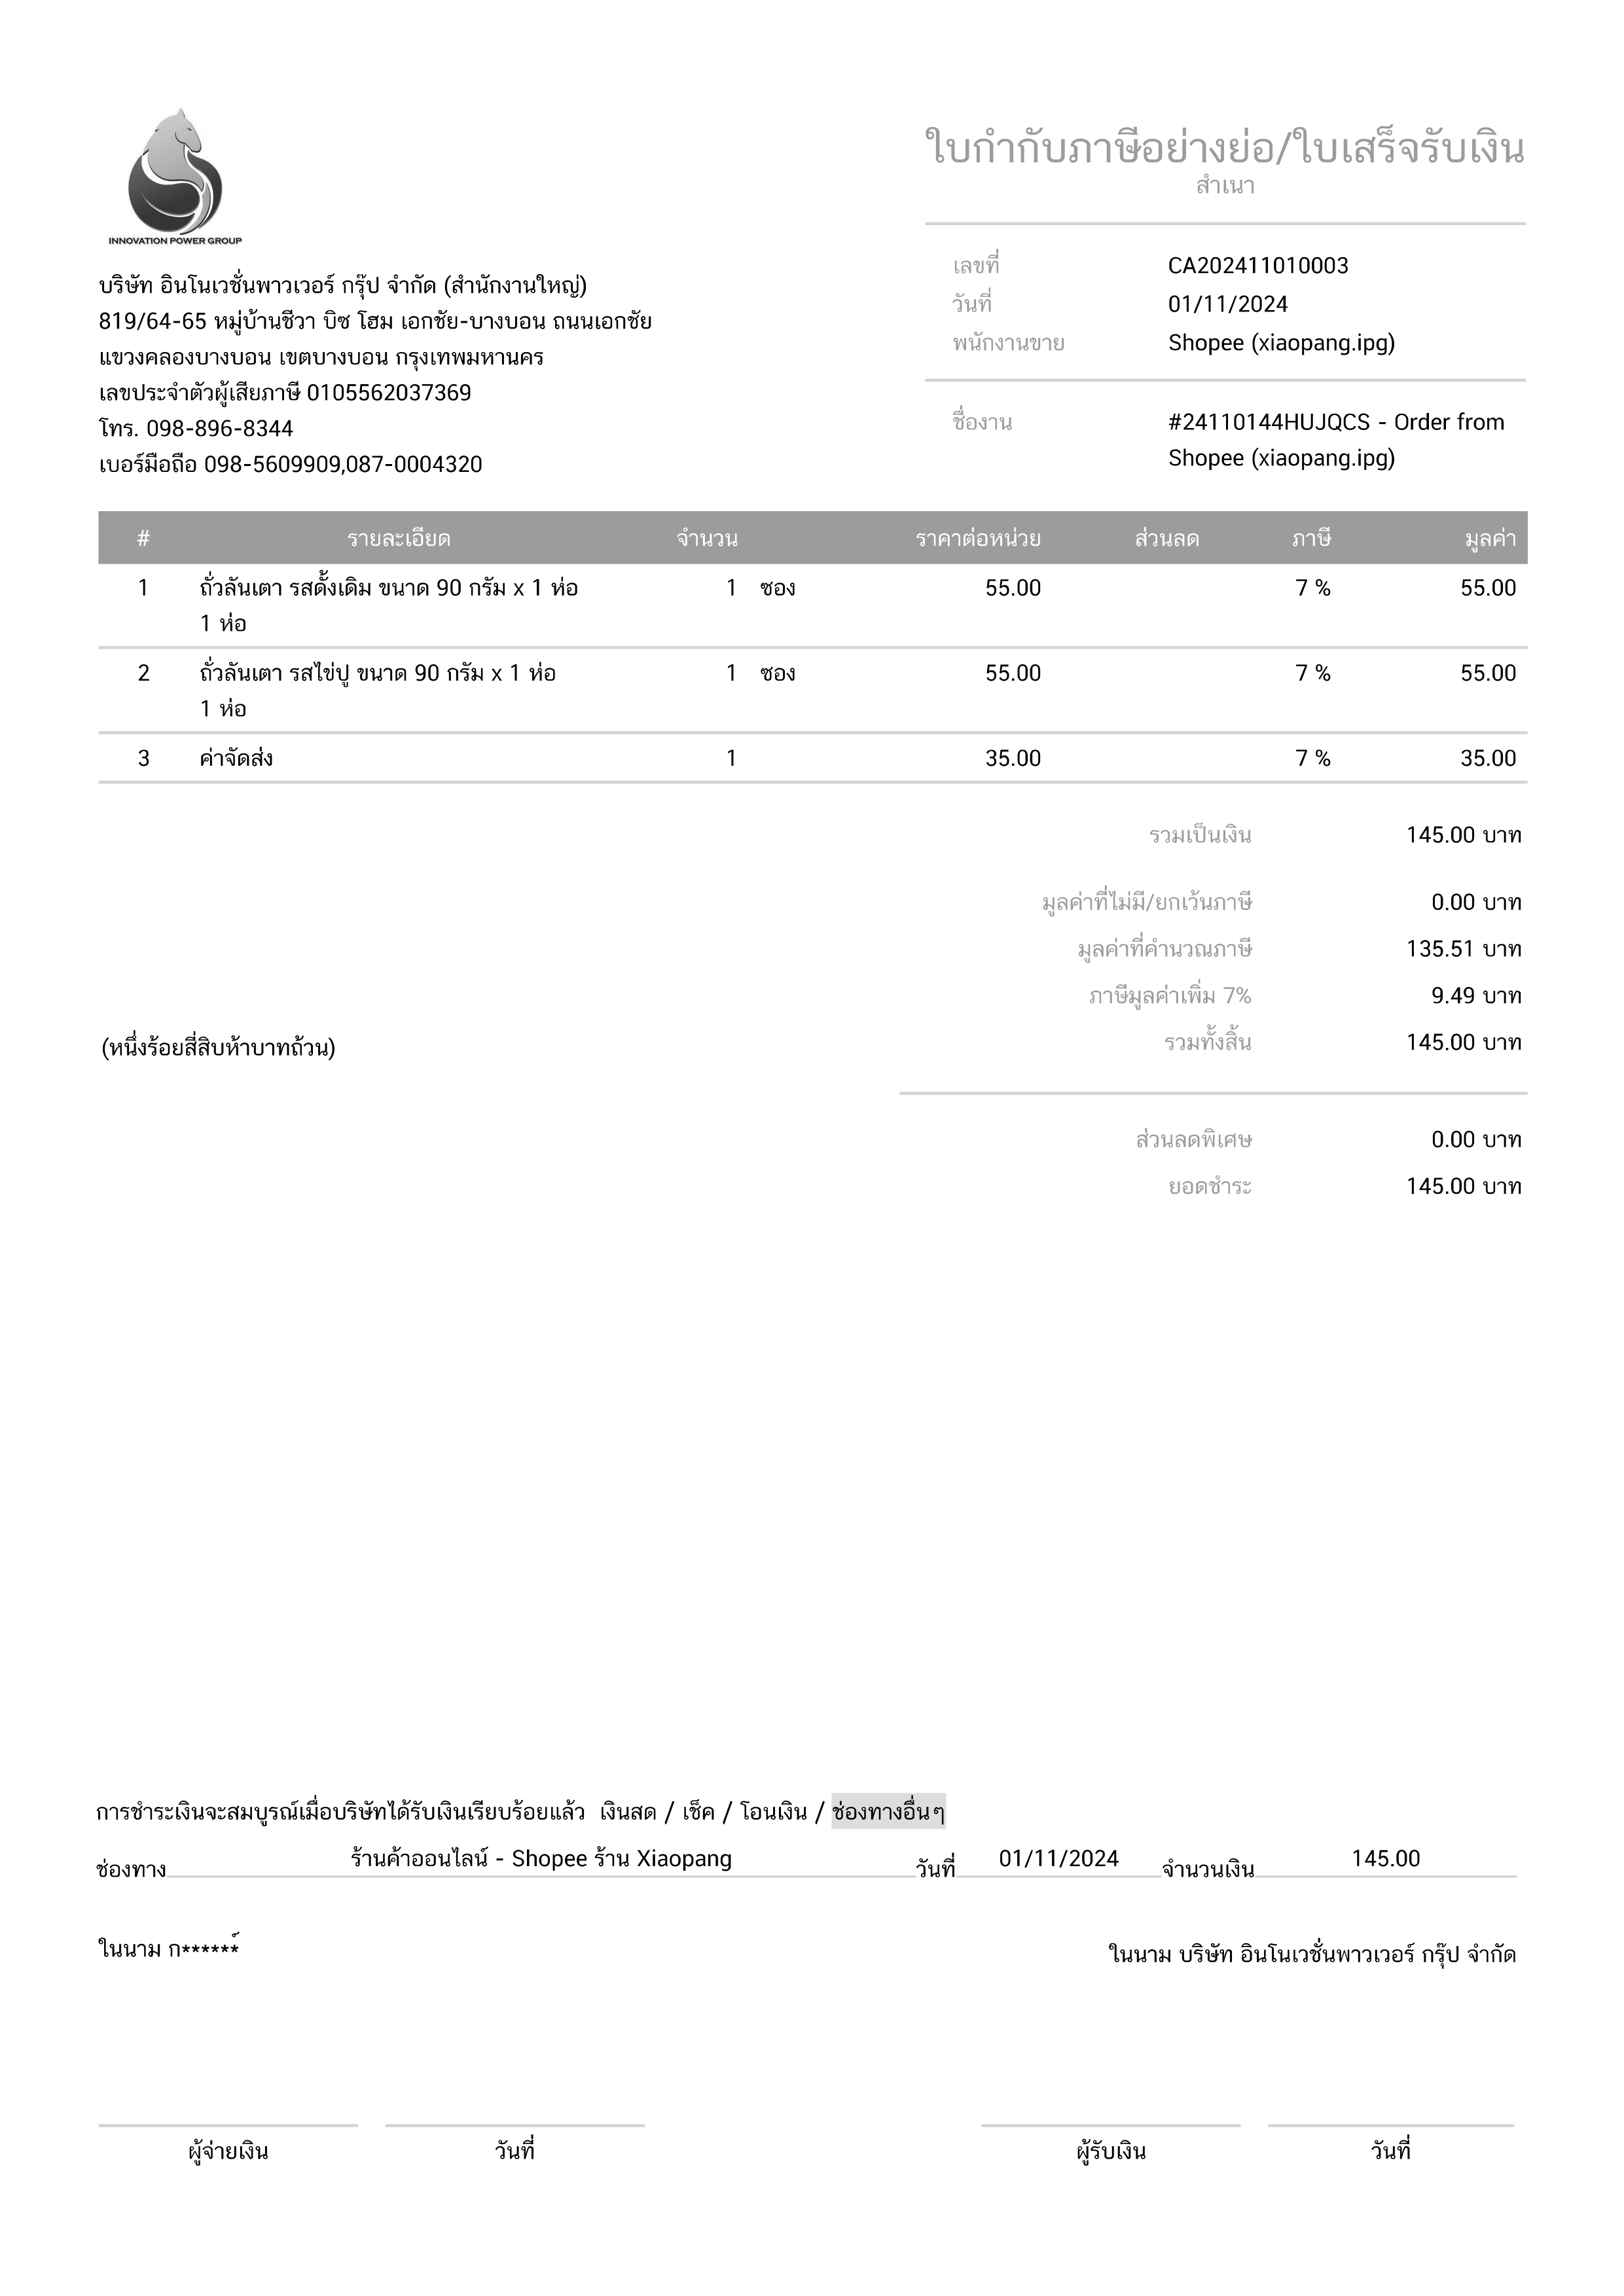 INNOVATION POWER GROUP
ใบกำกับภาษีอย่างย่อ/ใบเสร็จรับเงิน
สำเนา
บริษัท อินโนเวชั่นพาวเวอร์ กรุ๊ป จำกัด (สำนักงานใหญ่)
819/64-65 หมู่บ้านชีวา บิซ โฮม เอกชัย-บางบอน ถนนเอกชัย
แขวงคลองบางบอน เขตบางบอน กรุงเทพมหานคร
เลขประจำตัวผู้เสียภาษี 0105562037369
โทร. 098-896-8344
เบอร์มือถือ 098-5609909,087-0004320
เลขที่ CA202411010003
วันที่ 01/11/2024
พนักงานขาย Shopee (xiaopang.ipg)
ชื่องาน #24110144HUJQCS - Order from
Shopee (xiaopang.ipg)
# รายละเอียด จำนวน ราคาต่อหน่วย ส่วนลด ภาษี มูลค่า
1 ถั่วลันเตา รสดั้งเดิม ขนาด 90 กรัม x 1 ห่อ 1 ซอง 55.00 7 % 55.00
1 ห่อ
2 ถั่วลันเตา รสไข่ปู ขนาด 90 กรัม x 1 ห่อ 1 ซอง 55.00 7 % 55.00
1 ห่อ
3 ค่าจัดส่ง 1 35.00 7 % 35.00
รวมเป็นเงิน 145.00 บาท
มูลค่าที่ไม่มี/ยกเว้นภาษี 0.00 บาท
มูลค่าที่คำนวณภาษี 135.51 บาท
ภาษีมูลค่าเพิ่ม 7% 9.49 บาท
(หนึ่งร้อยสี่สิบห้าบาทถ้วน) รวมทั้งสิ้น 145.00 บาท
ส่วนลดพิเศษ 0.00 บาท
ยอดชำระ 145.00 บาท
การชำระเงินจะสมบูรณ์เมื่อบริษัทได้รับเงินเรียบร้อยแล้ว เงินสด / เช็ค / โอนเงิน / ช่องทางอื่นๆ
ช่องทาง ร้านค้าออนไลน์ - Shopee ร้าน Xiaopang วันที่ 01/11/2024 จำนวนเงิน 145.00
ในนาม ก******์ ในนาม บริษัท อินโนเวชั่นพาวเวอร์ กรุ๊ป จำกัด
ผู้จ่ายเงิน วันที่ ผู้รับเงิน วันที่